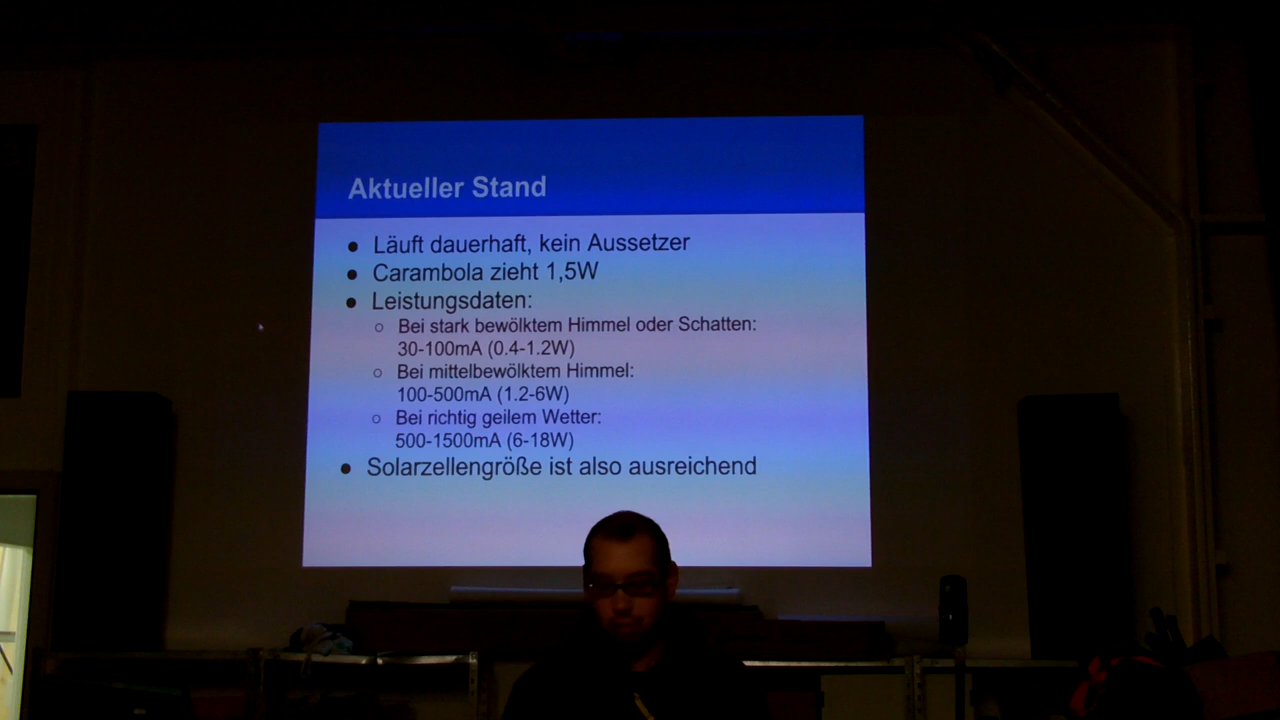 Aktueller Stand
● Läuft dauerhaft, kein Aussetzer
● Carambola zieht 1,5W
● Leistungsdaten:
○ Bei stark bewölktem Himmel oder Schatten:
30-100mA (0.4-1.2W)
○ Bei mittelbewölktem Himmel:
100-500mA (1.2-6W)
○ Bei richtig geilem Wetter:
500-1500mA (6-18W)
● Solarzellengröße ist also ausreichend